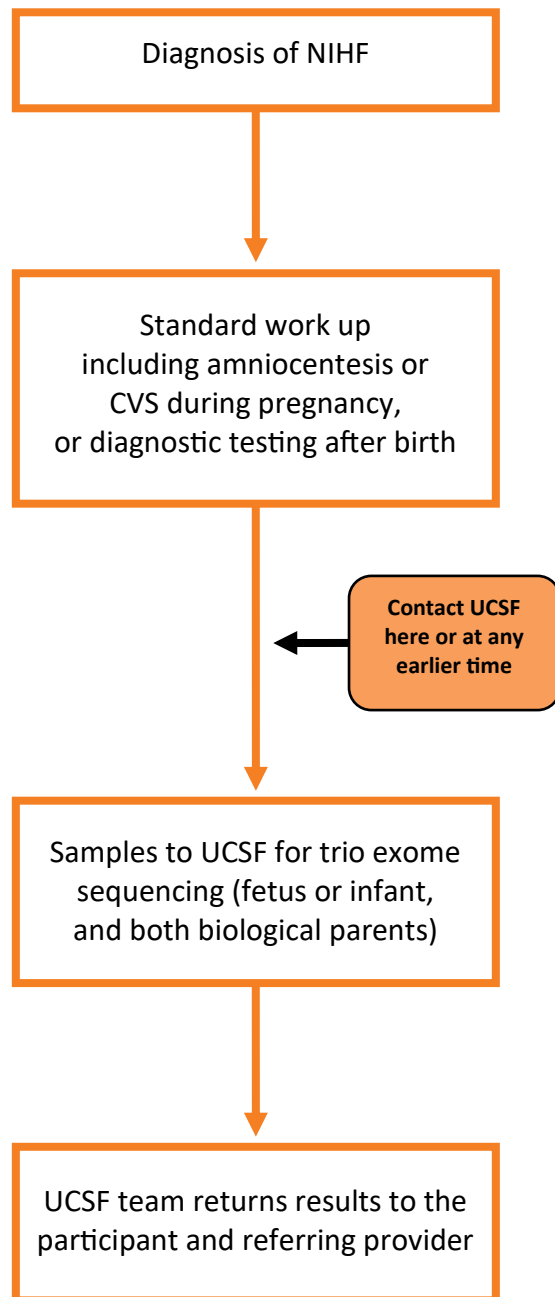 Diagnosis of NIHF
Standard work up
including amniocentesis or
CVS during pregnancy,
or diagnostic testing after birth
Contact UCSF
here or at any
earlier time
Samples to UCSF for trio exome
sequencing (fetus or infant,
and both biological parents)
UCSF team returns results to the
participant and referring provider